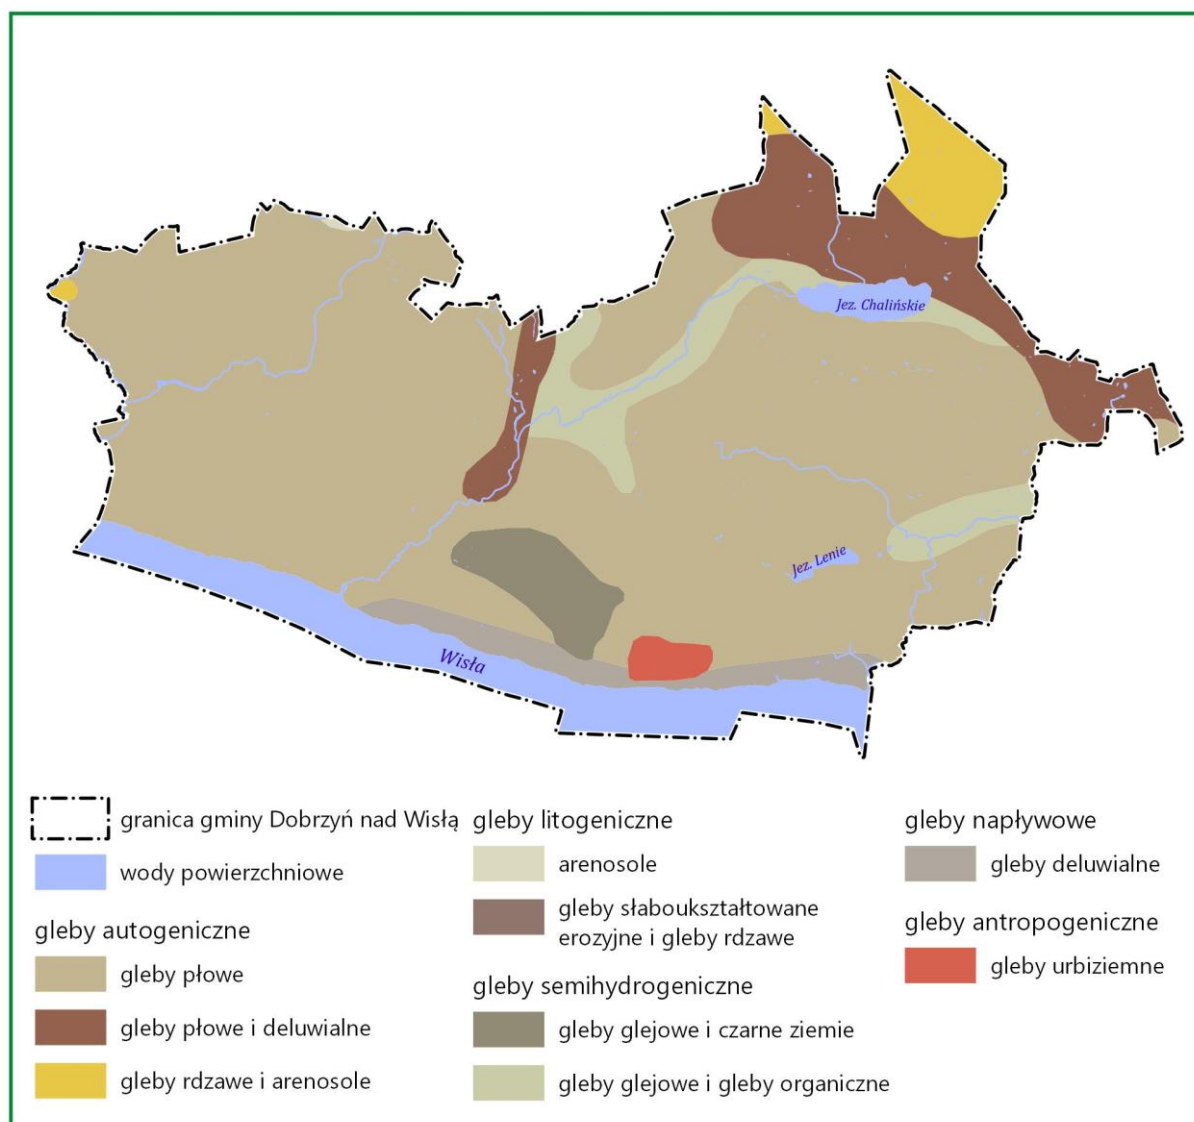 Jez. Chalińskie
Jez. Lenie
Wisła
granica gminy Dobrzyń nad Wisłą
wody powierzchniowe
gleby autogeniczne
gleby płowe
gleby płowe i deluwialne
gleby rdzawe i arenosole
gleby litogeniczne
arenosole
gleby słaboukształtowane
erozyjne i gleby rdzawe
gleby semihydrogeniczne
gleby glejowe i czarne ziemie
gleby glejowe i gleby organiczne
gleby napływowe
gleby deluwialne
gleby antropogeniczne
gleby urbiziemne